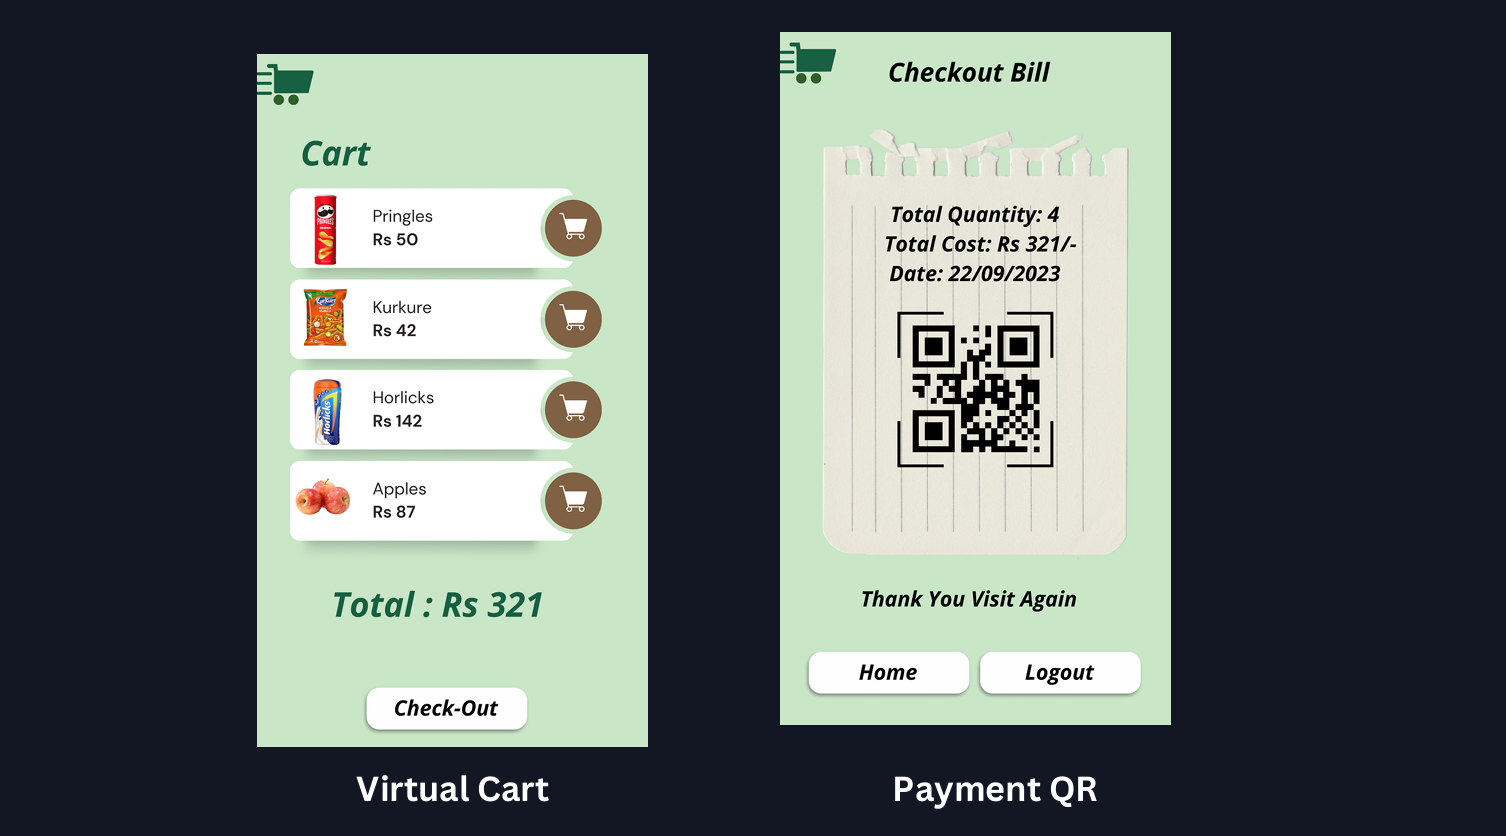 Cart
Pringles
Rs 50
Kurkure
Rs 42
Horlicks
Rs 142
Apples
Rs 87
Total : Rs 321
Check-Out
Virtual Cart
Checkout Bill
Total Quantity: 4
Total Cost: Rs 321/-
Date: 22/09/2023
Thank You Visit Again
Home
Logout
Payment QR